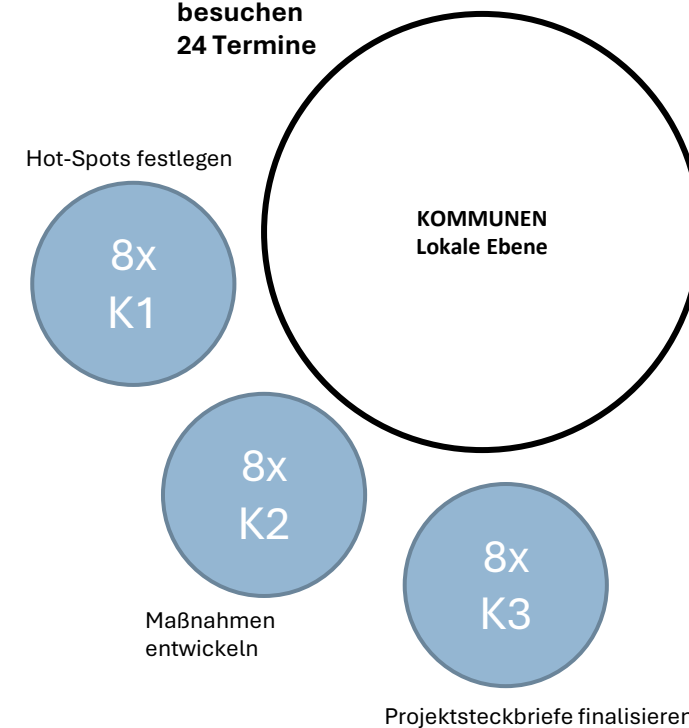 besuchen
24 Termine
Hot-Spots festlegen
KOMMUNEN
Lokale Ebene
8x
K1
8x
K2
8x
K3
Maßnahmen
entwickeln
Projektsteckbriefe finalisieren